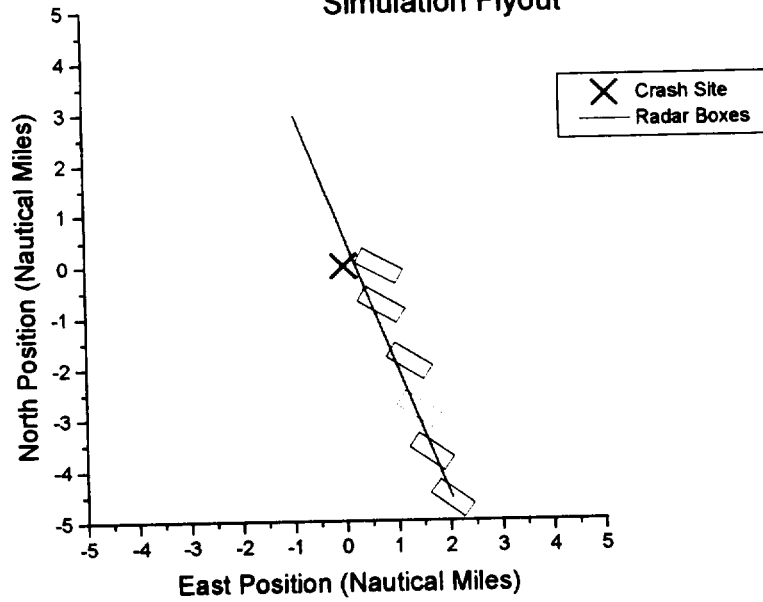 Simulation Flyout
5
4
3
2
1
0
-1
-2
-3
-4
-5
North Position (Nautical Miles)
Crash Site
Radar Boxes
-5 -4 -3 -2 -1 0 1 2 3 4 5
East Position (Nautical Miles)